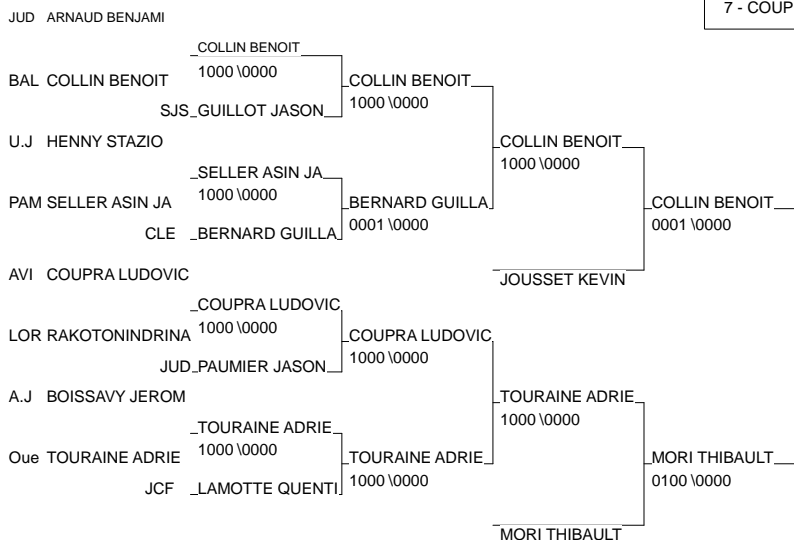 7 - COUP
JUD ARNAUD BENJAMI
COLLIN BENOIT
1000 \0000
BAL COLLIN BENOIT
COLLIN BENOIT
1000 \0000
SJS GUILLOT JASON
U.J HENNY STAZIO
COLLIN BENOIT
1000 \0000
SELLER ASIN JA
1000 \0000
PAM SELLER ASIN JA
BERNARD GUILLA
0001 \0000
COLLIN BENOIT
0001 \0000
CLE BERNARD GUILLA
AVI COUPRA LUDOVIC
JOUSSET KEVIN
COUPRA LUDOVIC
1000 \0000
LOR RAKOTONINDRINA
COUPRA LUDOVIC
1000 \0000
JUD PAUMIER JASON
A.J BOISSAVY JEROM
TOURAINE ADRIE
1000 \0000
TOURAINE ADRIE
1000 \0000
Oue TOURAINE ADRIE
TOURAINE ADRIE
1000 \0000
MORI THIBAULT
0100 \0000
JCF LAMOTTE QUENTI
MORI THIBAULT